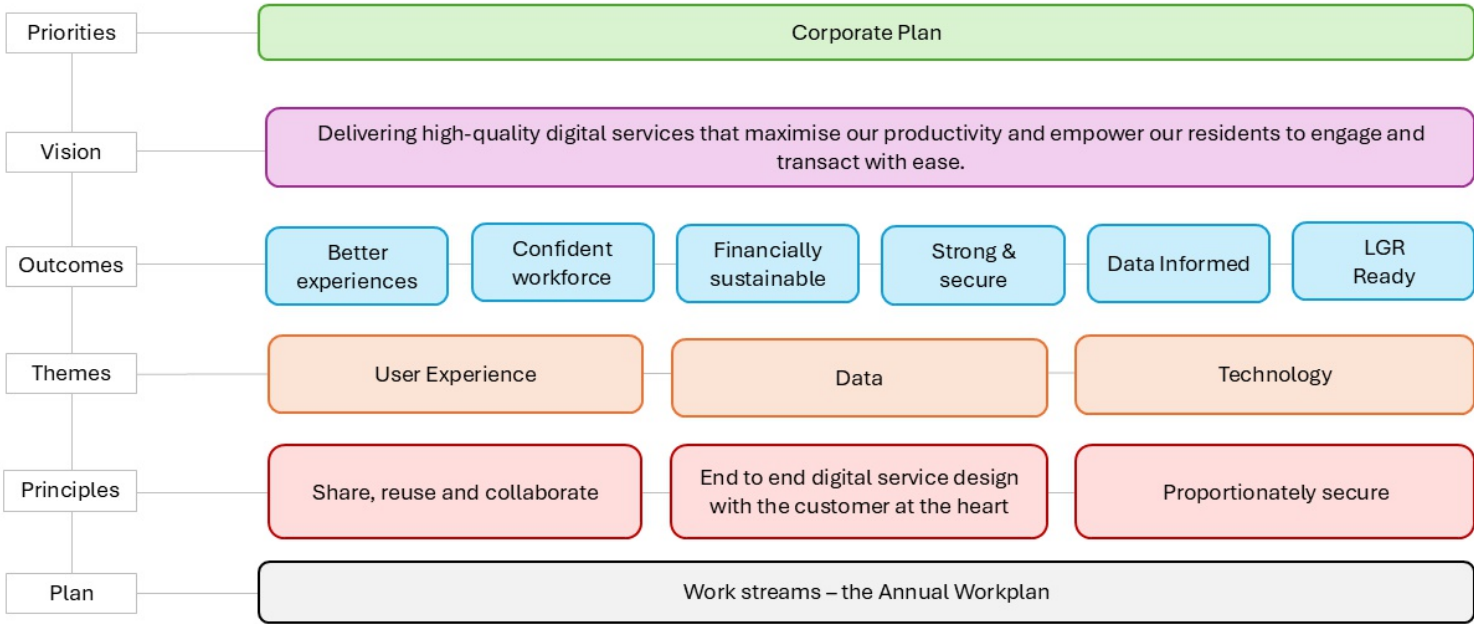 Priorities
Corporate Plan
Vision
Delivering high-quality digital services that maximise our productivity and empower our residents to engage and
transact with ease.
Outcomes
Better
experiences
Confident
workforce
Financially
sustainable
Strong &
secure
Data Informed
LGR
Ready
Themes
User Experience
Data
Technology
Principles
Share, reuse and collaborate
End to end digital service design
with the customer at the heart
Proportionately secure
Plan
Work streams – the Annual Workplan